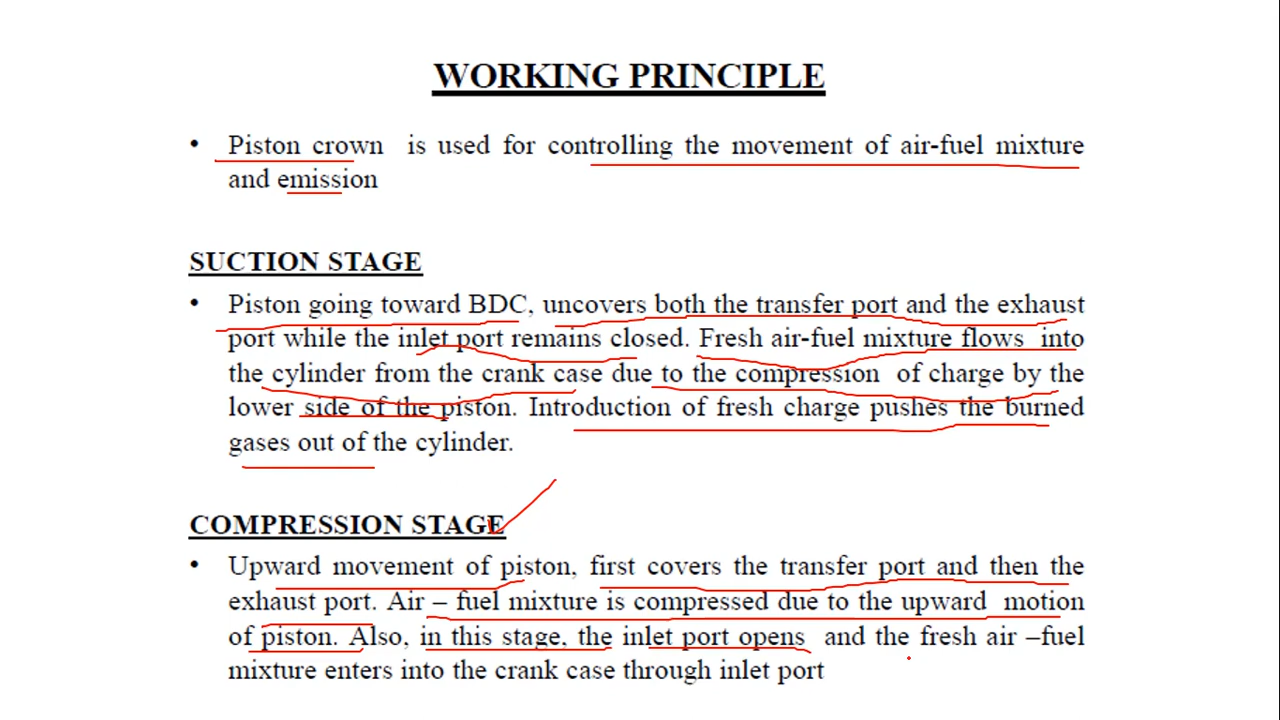 WORKING PRINCIPLE
• Piston crown is used for controlling the movement of air-fuel mixture
and emission
SUCTION STAGE
• Piston going toward BDC, uncovers both the transfer port and the exhaust
port while the inlet port remains closed. Fresh air-fuel mixture flows into
the cylinder from the crank case due to the compression of charge by the
lower side of the piston. Introduction of fresh charge pushes the burned
gases out of the cylinder.
COMPRESSION STAGE
• Upward movement of piston, first covers the transfer port and then the
exhaust port. Air – fuel mixture is compressed due to the upward motion
of piston. Also, in this stage, the inlet port opens and the fresh air –fuel
mixture enters into the crank case through inlet port